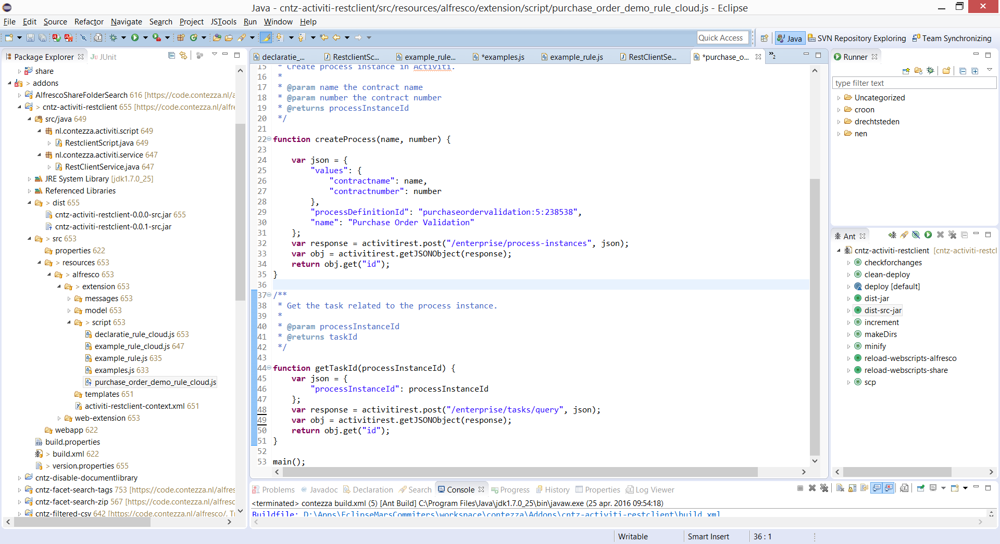 Java - cntz-activiti-restclient/src/resources/alfresco/extension/script/purchase_order_demo_rule_cloud.js - Eclipse
File Edit Source Refactor Navigate Search Project JSTools Run Window Help
Quick Access
Java
SVN Repository Exploring
Team Synchronizing
Package Explorer
JUnit
share
> addons
AlfrescoShareFolderSearch 616 [https://code.contezza.nl/a
> cntz-activiti-restclient 655 [https://code.contezza.nl/alfre
src/java 649
nl.contezza.activiti.script 649
RestclientScript.java 649
nl.contezza.activiti.service 647
RestClientService.java 647
JRE System Library [jdk1.7.0_25]
Referenced Libraries
> dist 655
cntz-activiti-restclient-0.0.0-src.jar 655
cntz-activiti-restclient-0.0.1-src.jar
> src 653
properties 622
> resources 653
> alfresco 653
> extension 653
messages 653
model 653
> script 653
declaratie_rule_cloud.js 653
example_rule_cloud.js 647
example_rule.js 635
examples.js 633
purchase_order_demo_rule_cloud.js
templates 651
activiti-restclient-context.xml 651
web-extension 653
webapp 622
build.properties
> build.xml 622
> version.properties 655
cntz-disable-documentlibrary
cntz-facet-search-tags 753 [https://code.contezza.nl/alfres
cntz-facet-search-zip 567 [https://code.contezza.nl/alfresc
cntz-filtered-csv 642 [https://code.contezza.nl/alfresco/. Tr
declaratie_...
RestclientSc...
example_rule...
*examples.js
example_rule.js
RestClientSe...
*purchase_o...
»2
15 * Create process instance in Activiti.
16 *
17 * @param name the contract name
18 * @param number the contract number
19 * @returns processInstanceId
20 */
21
22 function createProcess(name, number) {
23
24 var json = {
25 "values": {
26 "contractname": name,
27 "contractnumber": number
28 },
29 "processDefinitionId": "purchaseordervalidation:5:238538",
30 "name": "Purchase Order Validation"
31 };
32 var response = activitirest.post("/enterprise/process-instances", json);
33 var obj = activitirest.getJSONObject(response);
34 return obj.get("id");
35 }
36
37 /**
38 * Get the task related to the process instance.
39 *
40 * @param processInstanceId
41 * @returns taskId
42 */
43
44 function getTaskId(processInstanceId) {
45 var json = {
46 "processInstanceId": processInstanceId
47 };
48 var response = activitirest.post("/enterprise/tasks/query", json);
49 var obj = activitirest.getJSONObject(response);
50 return obj.get("id");
51 }
52
53 main();
Runner
type filter text
Uncategorized
croon
drechtsteden
nen
Ant
cntz-activiti-restclient [cntz-activiti-restcl
checkforchanges
clean-deploy
deploy [default]
dist-jar
dist-src-jar
increment
makeDirs
minify
reload-webscripts-alfresco
reload-webscripts-share
scp
Problems @ Javadoc Declaration Search Console Progress History Properties Log Viewer
<terminated> contezza build.xml (5) [Ant Build] C:\Program Files\Java\jdk1.7.0_25\bin\javaw.exe (25 apr. 2016 09:54:18)
Buildfile: D:\Apps\EclipseMarsCommiters\workspace\contezza\Addons\cntz-activiti-restclient\build.xml
Writable
Smart Insert
36 : 1